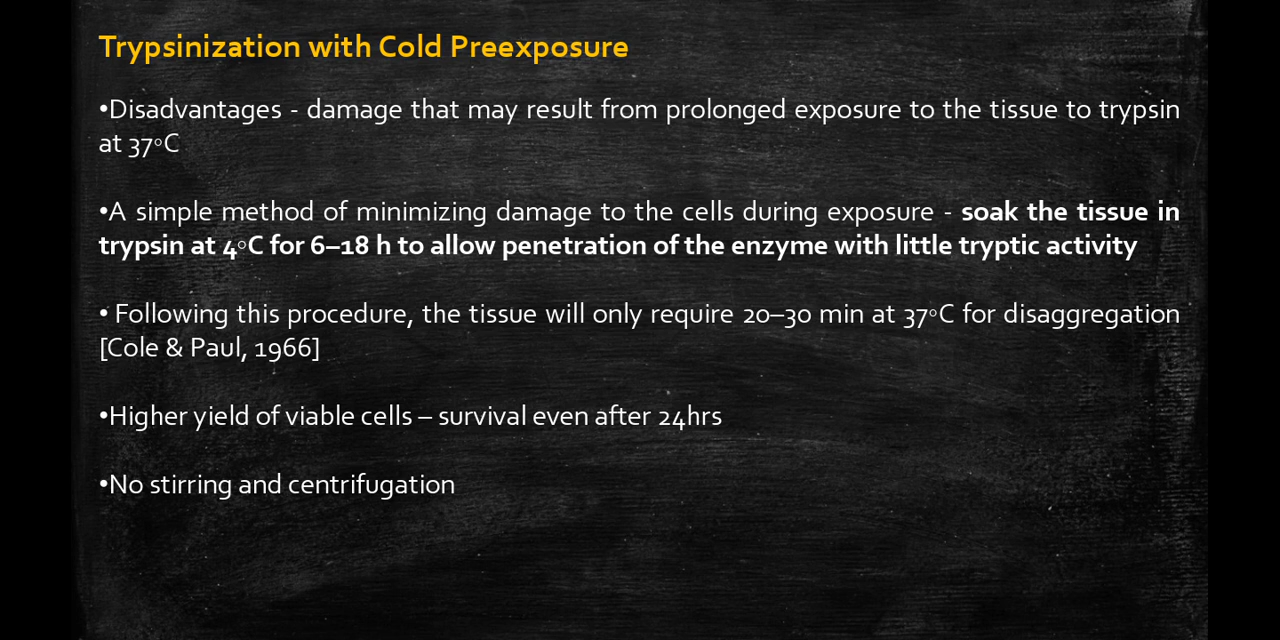 Trypsinization with Cold Preexposure
•Disadvantages - damage that may result from prolonged exposure to the tissue to trypsin
at 37◦C
•A simple method of minimizing damage to the cells during exposure - soak the tissue in
trypsin at 4◦C for 6–18 h to allow penetration of the enzyme with little tryptic activity
• Following this procedure, the tissue will only require 20–30 min at 37◦C for disaggregation
[Cole & Paul, 1966]
•Higher yield of viable cells – survival even after 24hrs
•No stirring and centrifugation